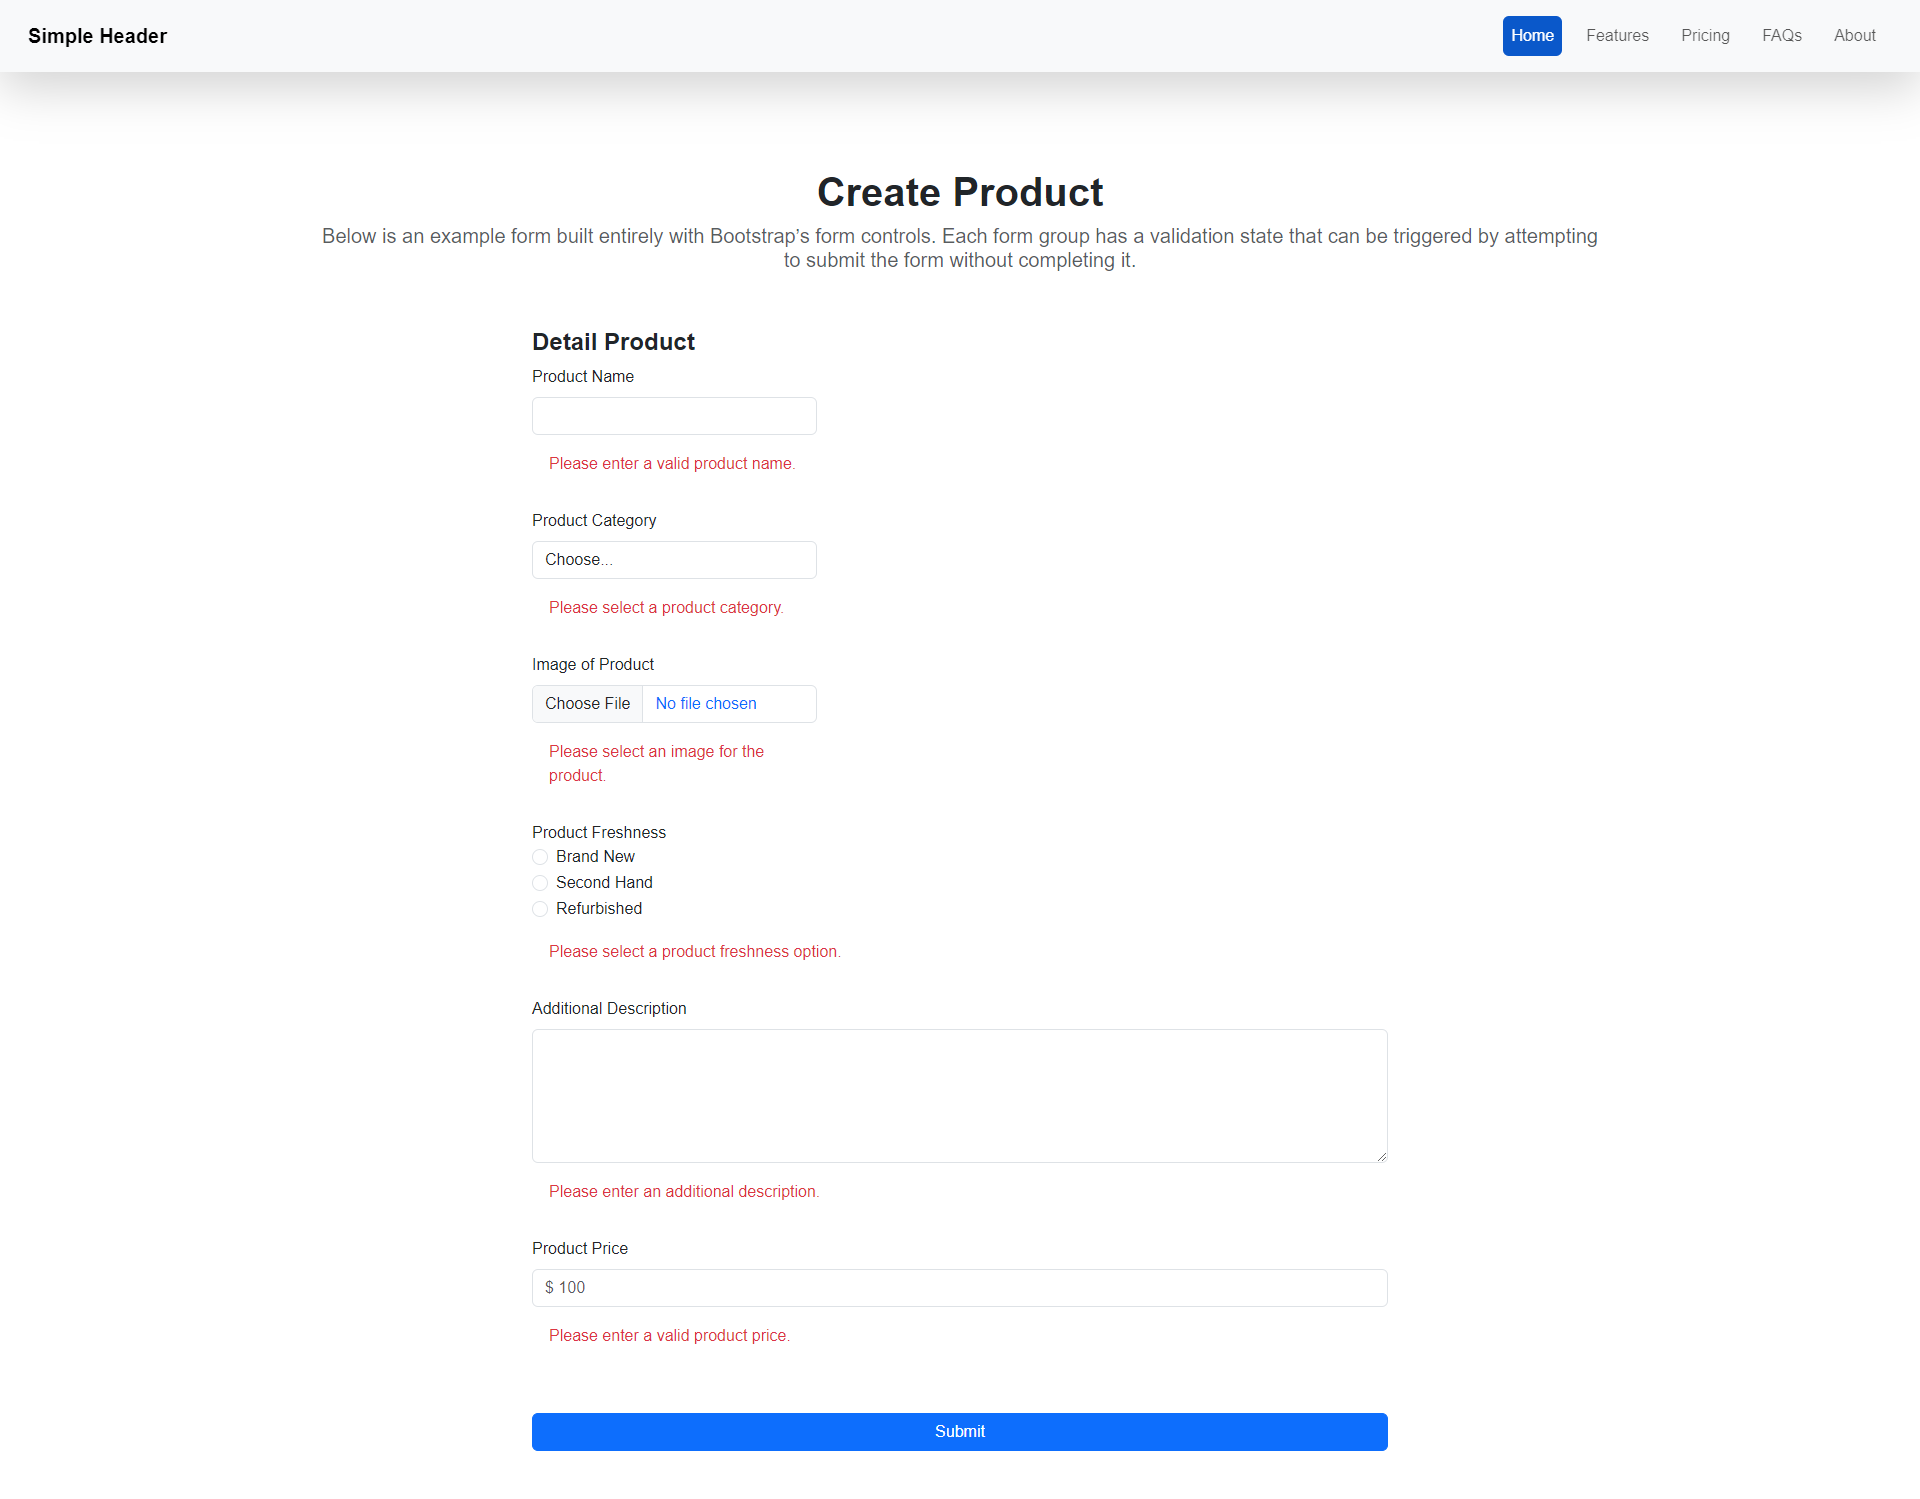 Simple Header
Home
Features
Pricing
FAQs
About
Create Product
Below is an example form built entirely with Bootstrap’s form controls. Each form group has a validation state that can be triggered by attempting
to submit the form without completing it.
Detail Product
Product Name
Please enter a valid product name.
Product Category
Choose...
Please select a product category.
Image of Product
Choose File
No file chosen
Please select an image for the
product.
Product Freshness
Brand New
Second Hand
Refurbished
Please select a product freshness option.
Additional Description
Please enter an additional description.
Product Price
$ 100
Please enter a valid product price.
Submit